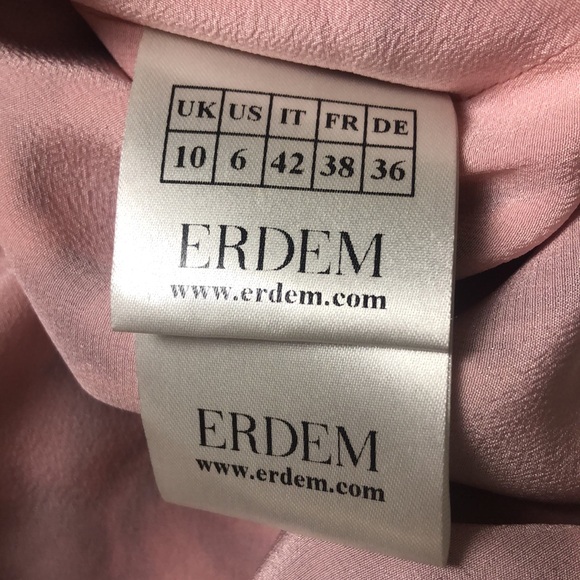 UK US IT FR DE
10 6 42 38 36
ERDEM
www.erdem.com
ERDEM
www.erdem.com